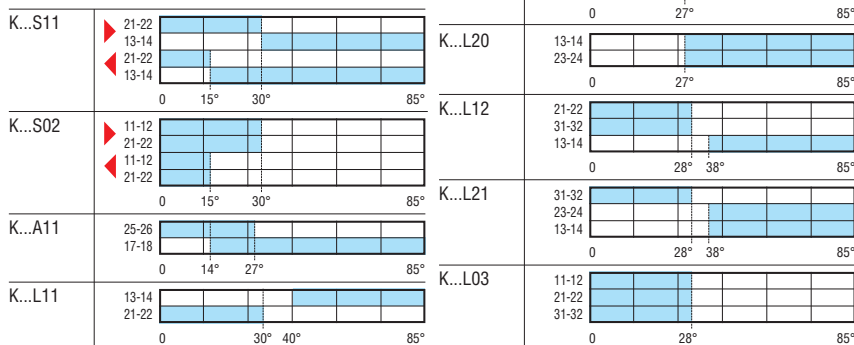 K...S11
21-22
13-14
21-22
13-14
0 15° 30° 85°
K...S02
11-12
21-22
11-12
21-22
0 15° 30° 85°
K...A11
25-26
17-18
0 14° 27° 85°
K...L11
13-14
21-22
0 30° 40° 85°
0 27° 85°
K...L20
13-14
23-24
0 27° 85°
K...L12
21-22
31-32
13-14
0 28° 38° 85°
K...L21
31-32
23-24
13-14
0 28° 38° 85°
K...L03
11-12
21-22
31-32
0 28° 85°